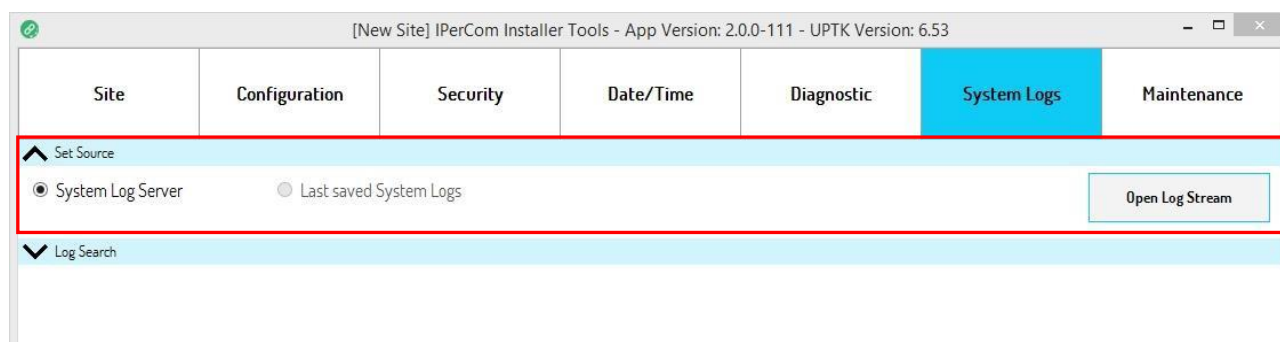 [New Site] IPerCom Installer Tools - App Version: 2.0.0-111 - UPTK Version: 6.53
Site Configuration Security Date/Time Diagnostic System Logs Maintenance
Set Source
System Log Server Last saved System Logs Open Log Stream
Log Search